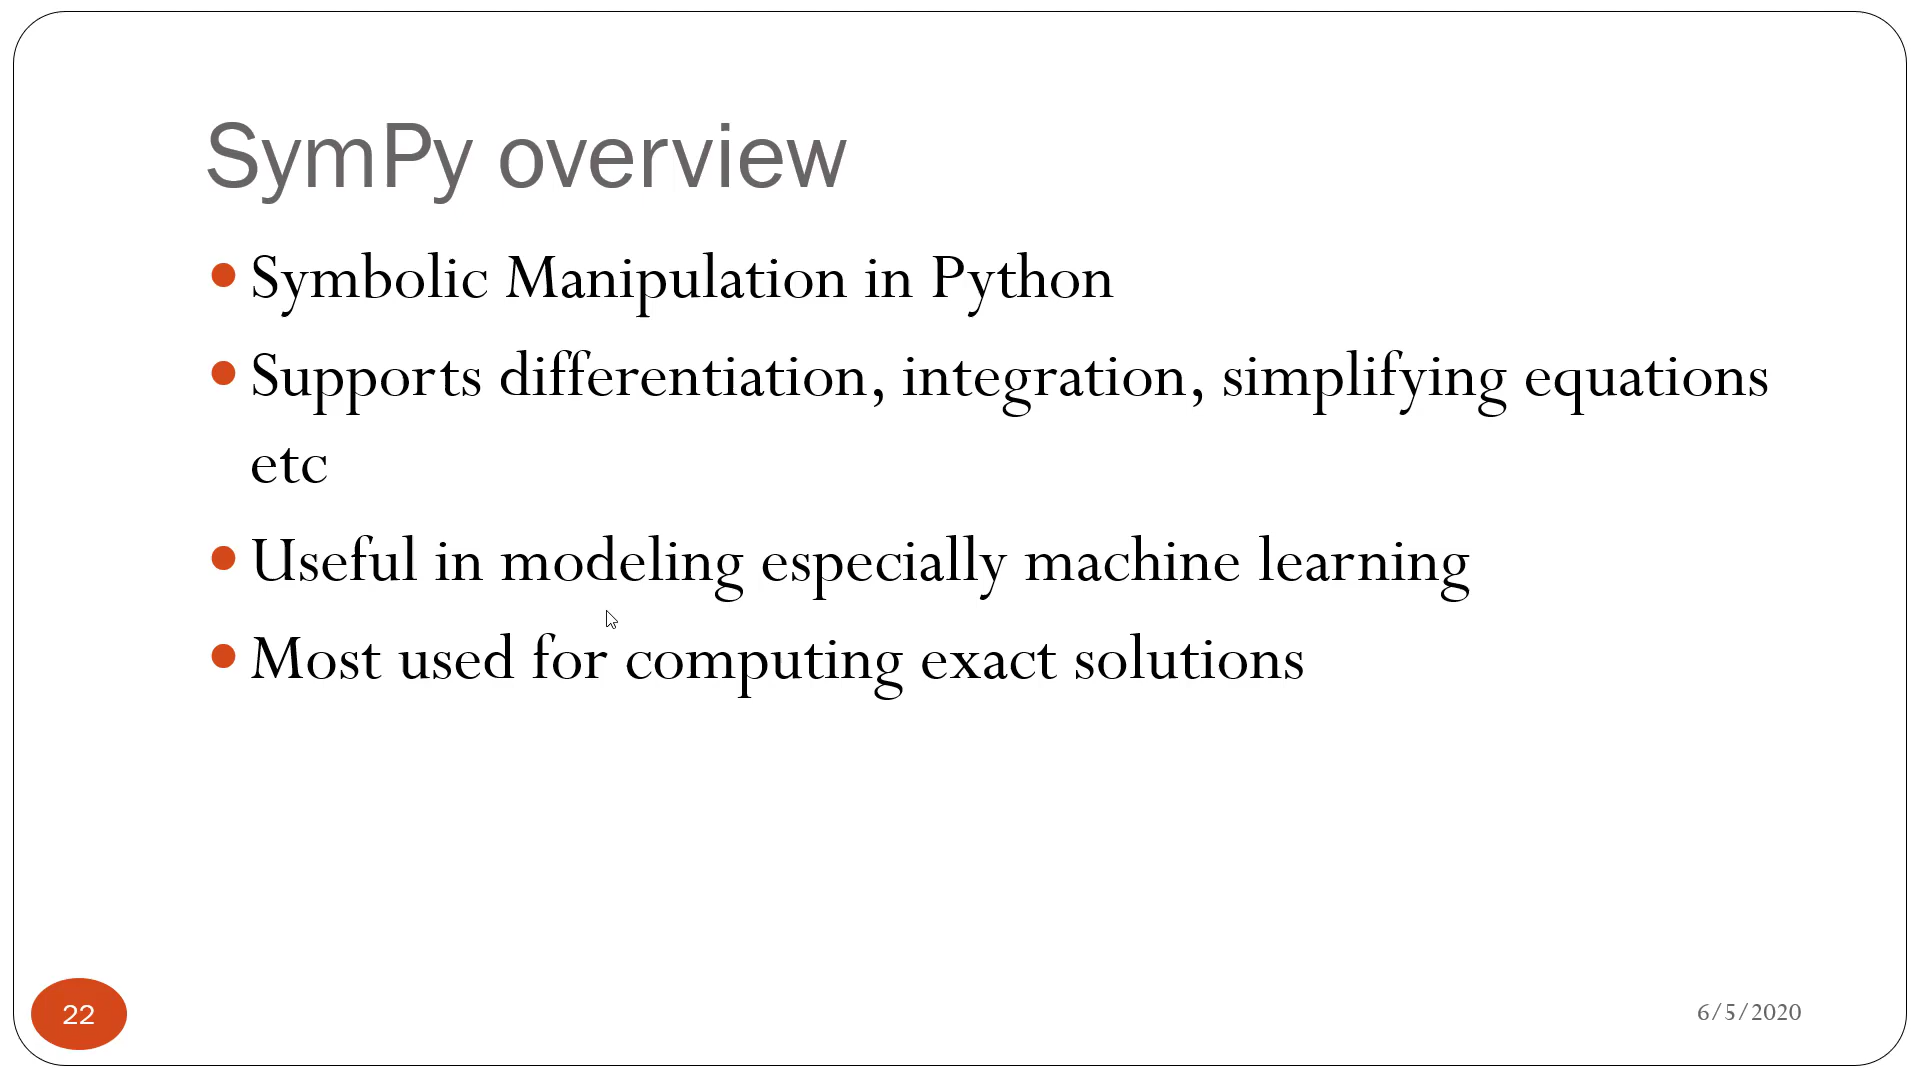 SymPy overview
• Symbolic Manipulation in Python
• Supports differentiation, integration, simplifying equations
etc
• Useful in modeling especially machine learning
• Most used for computing exact solutions
22
6/5/2020